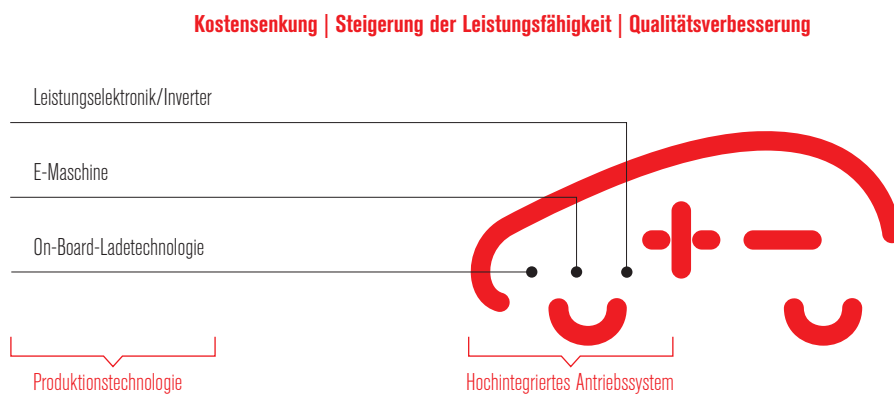 Kostensenkung | Steigerung der Leistungsfähigkeit | Qualitätsverbesserung
Leistungselektronik/Inverter
E-Maschine
On-Board-Ladetechnologie
Produktionstechnologie
Hochintegriertes Antriebssystem